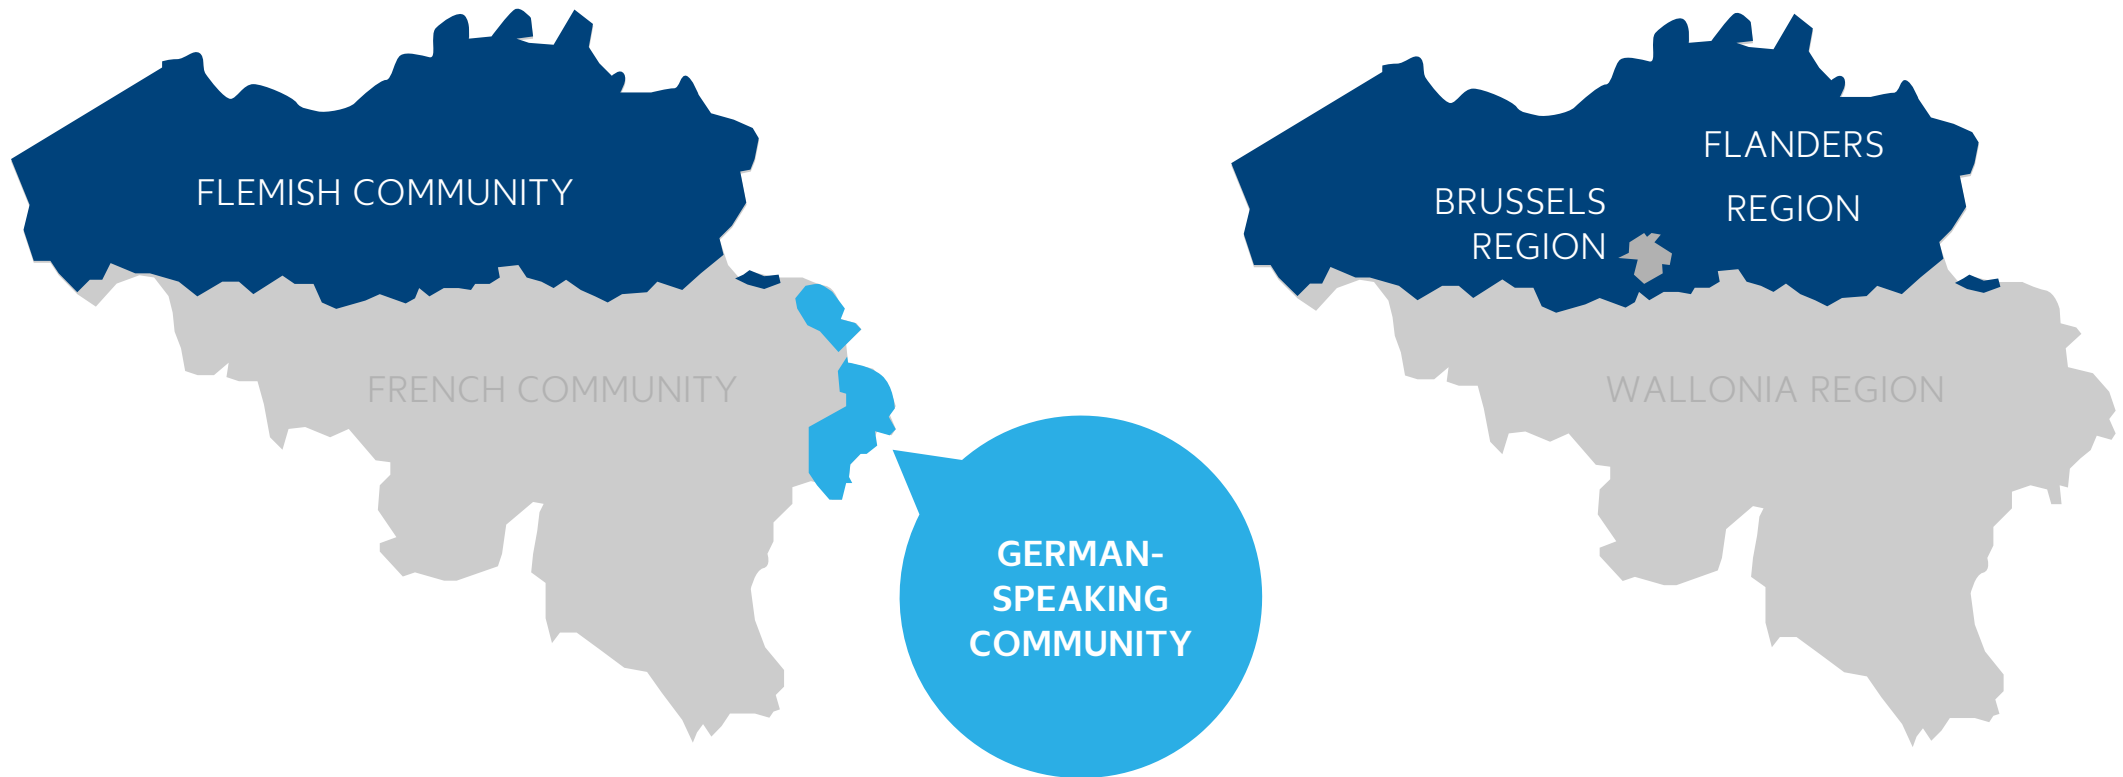 FLEMISH COMMUNITY
FRENCH COMMUNITY
GERMAN-
SPEAKING
COMMUNITY
FLANDERS
REGION
BRUSSELS
REGION
WALLONIA REGION